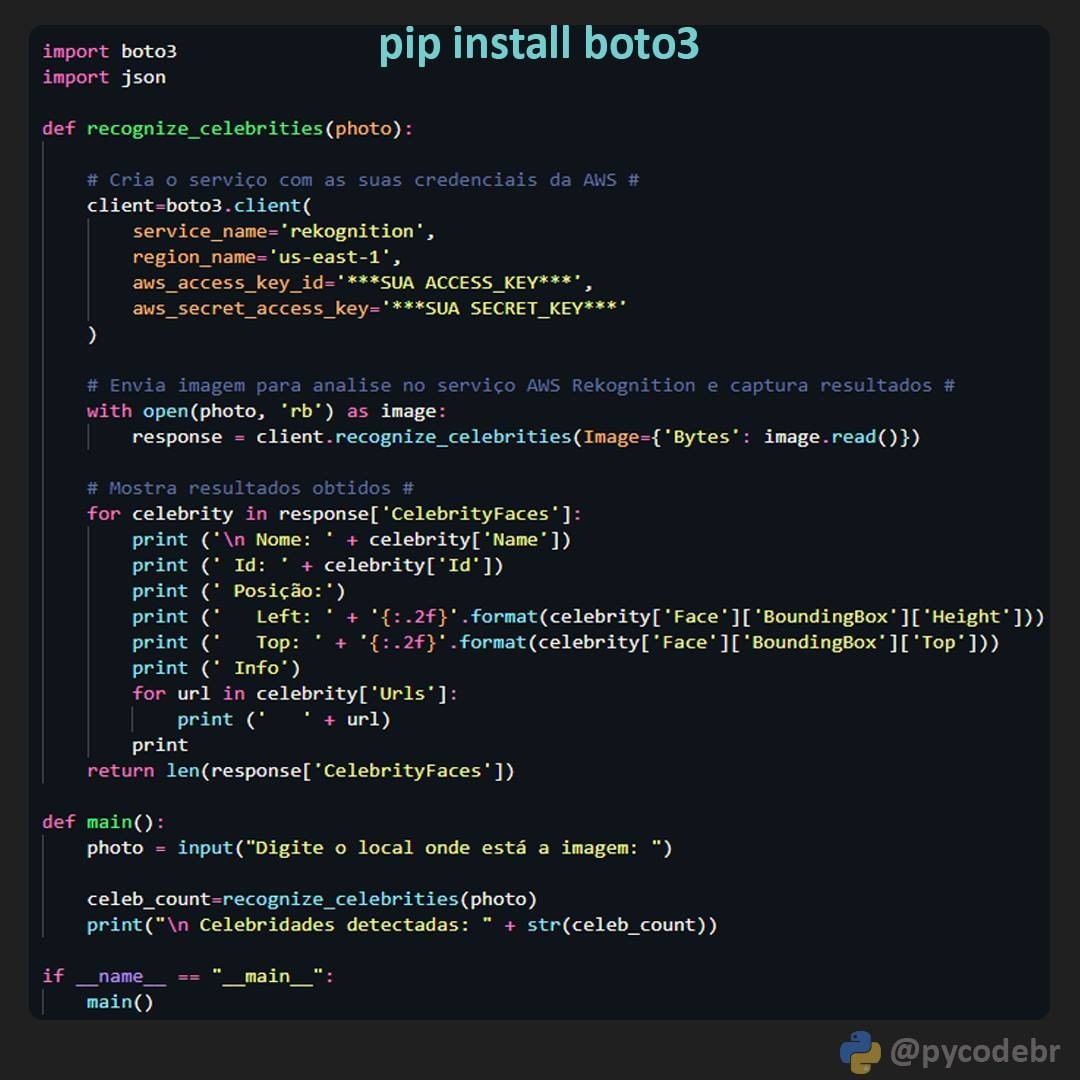 pip install boto3
import boto3
import json
def recognize_celebrities(photo):
    # Cria o serviço com as suas credenciais da AWS #
    client=boto3.client(
        service_name='rekognition',
        region_name='us-east-1',
        aws_access_key_id='***SUA ACCESS_KEY***',
        aws_secret_access_key='***SUA SECRET_KEY***'
    )
    # Envia imagem para analise no serviço AWS Rekognition e captura resultados #
    with open(photo, 'rb') as image:
        response = client.recognize_celebrities(Image={'Bytes': image.read()})
    # Mostra resultados obtidos #
    for celebrity in response['CelebrityFaces']:
        print ('\n Nome: ' + celebrity['Name'])
        print (' Id: ' + celebrity['Id'])
        print (' Posição:')
        print ('   Left: ' + '{:.2f}'.format(celebrity['Face']['BoundingBox']['Height']))
        print ('   Top: ' + '{:.2f}'.format(celebrity['Face']['BoundingBox']['Top']))
        print (' Info')
        for url in celebrity['Urls']:
            print ('   ' + url)
        print
    return len(response['CelebrityFaces'])
def main():
    photo = input("Digite o local onde está a imagem: ")
    celeb_count=recognize_celebrities(photo)
    print("\n Celebridades detectadas: " + str(celeb_count))
if __name__ == "__main__":
    main()
@pycodebr